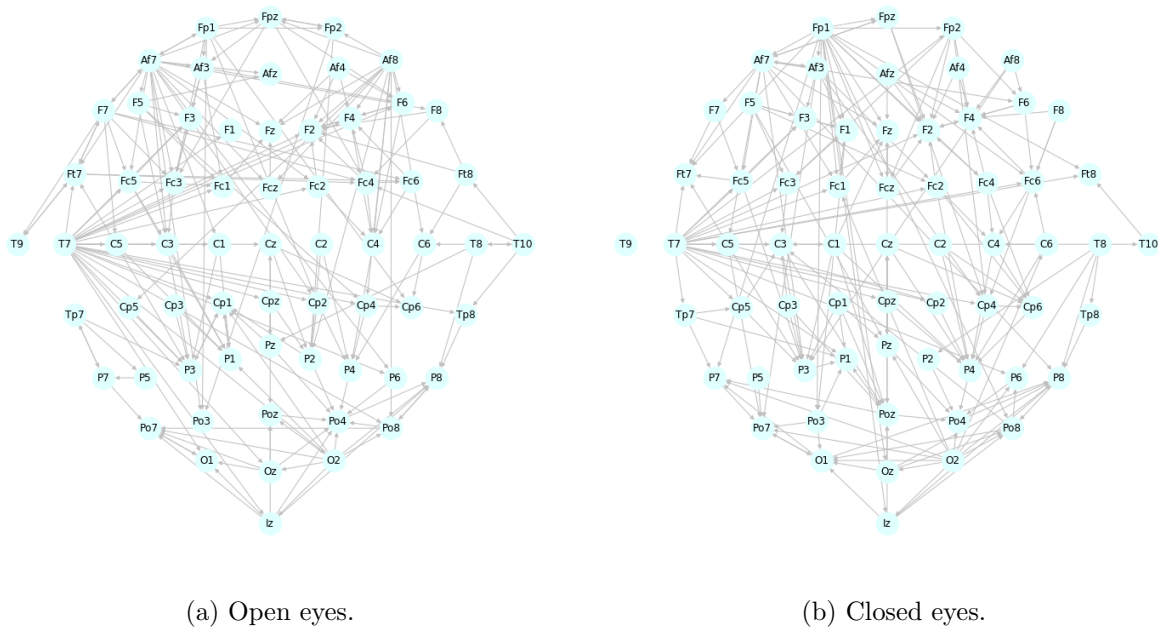 Fpz
Fp1 Fp2
Af7 Af3 Afz Af4 Af8
F7 F5 F3 F1 Fz F2 F4 F6 F8
Ft7 Fc5 Fc3 Fc1 Fcz Fc2 Fc4 Fc6 Ft8
T9 T7 C5 C3 C1 Cz C2 C4 C6 T8 T10
Tp7 Cp5 Cp3 Cp1 Cpz Cp2 Cp4 Cp6 Tp8
P7 P5 P3 P1 Pz P2 P4 P6 P8
Po7 Po3 Poz Po4 Po8
O1 Oz O2
Iz
(a) Open eyes.
Fpz
Fp1 Fp2
Af7 Af3 Afz Af4 Af8
F7 F5 F3 F1 Fz F2 F4 F6 F8
Ft7 Fc5 Fc3 Fc1 Fcz Fc2 Fc4 Fc6 Ft8
T9 T7 C5 C3 C1 Cz C2 C4 C6 T8 T10
Tp7 Cp5 Cp3 Cp1 Cpz Cp2 Cp4 Cp6 Tp8
P7 P5 P3 P1 Pz P2 P4 P6 P8
Po7 Po3 Poz Po4 Po8
O1 Oz O2
Iz
(b) Closed eyes.